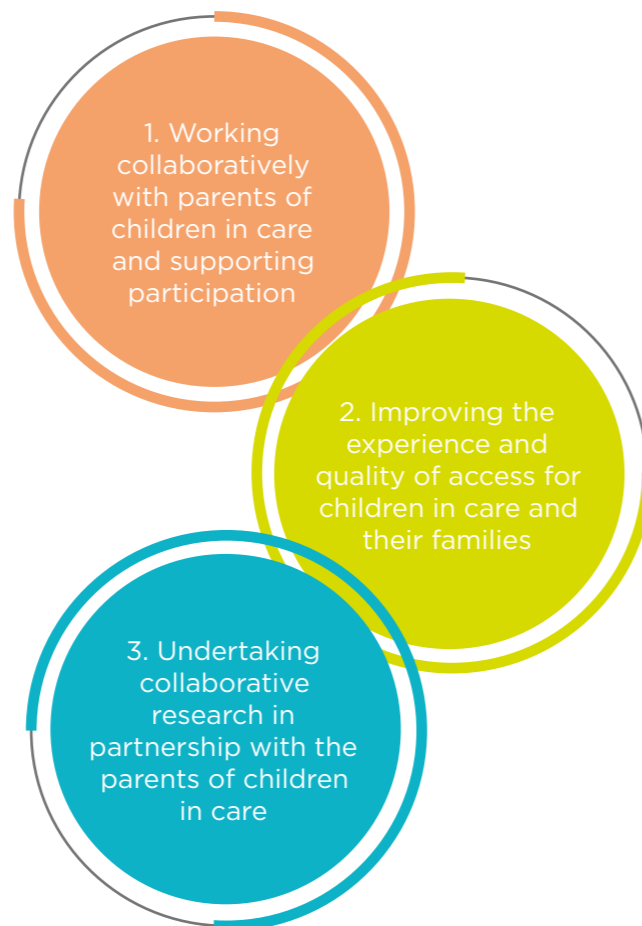 1. Working
collaboratively
with parents of
children in care
and supporting
participation
2. Improving the
experience and
quality of access for
children in care and
their families
3. Undertaking
collaborative
research in
partnership with the
parents of children
in care